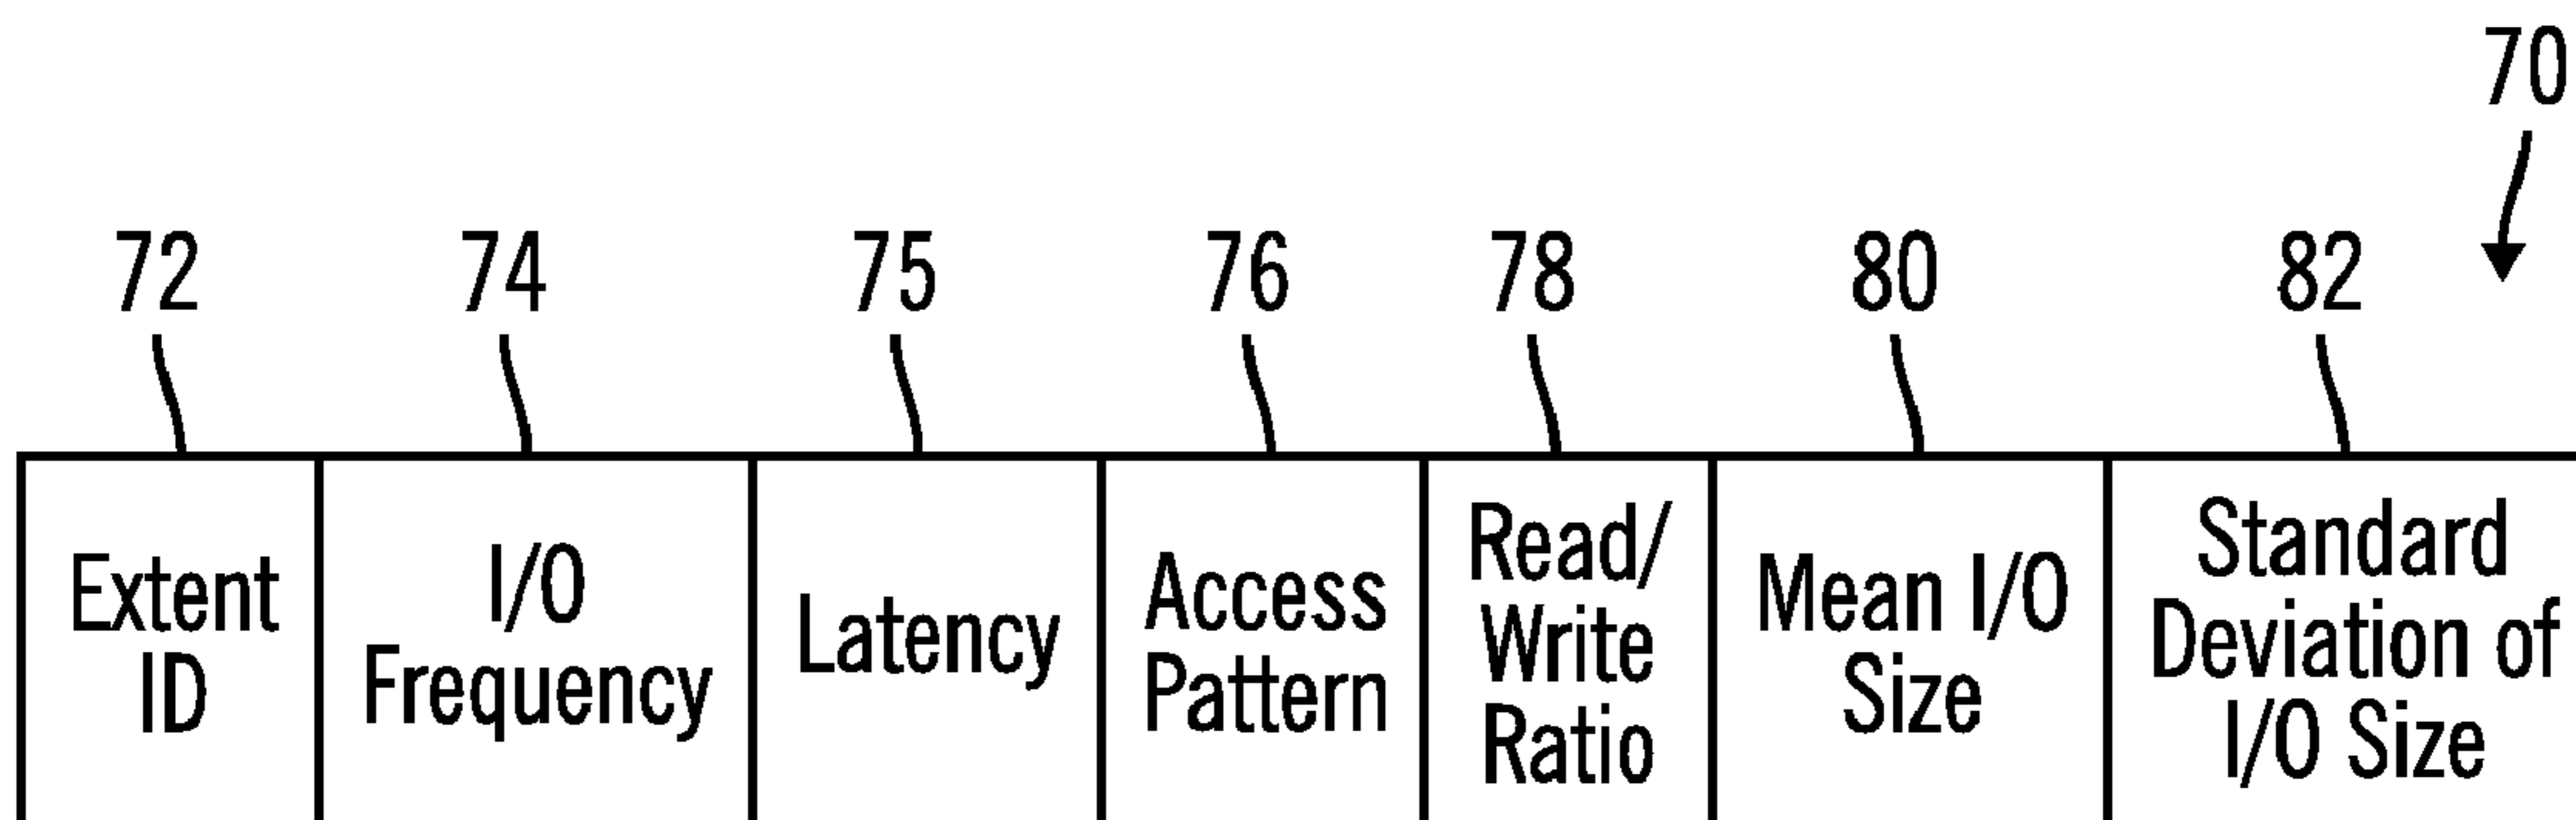 70
72 74 75 76 78 80 82
Extent
ID
I/O
Frequency
Latency
Access
Pattern
Read/
Write
Ratio
Mean I/O
Size
Standard
Deviation of
I/O Size